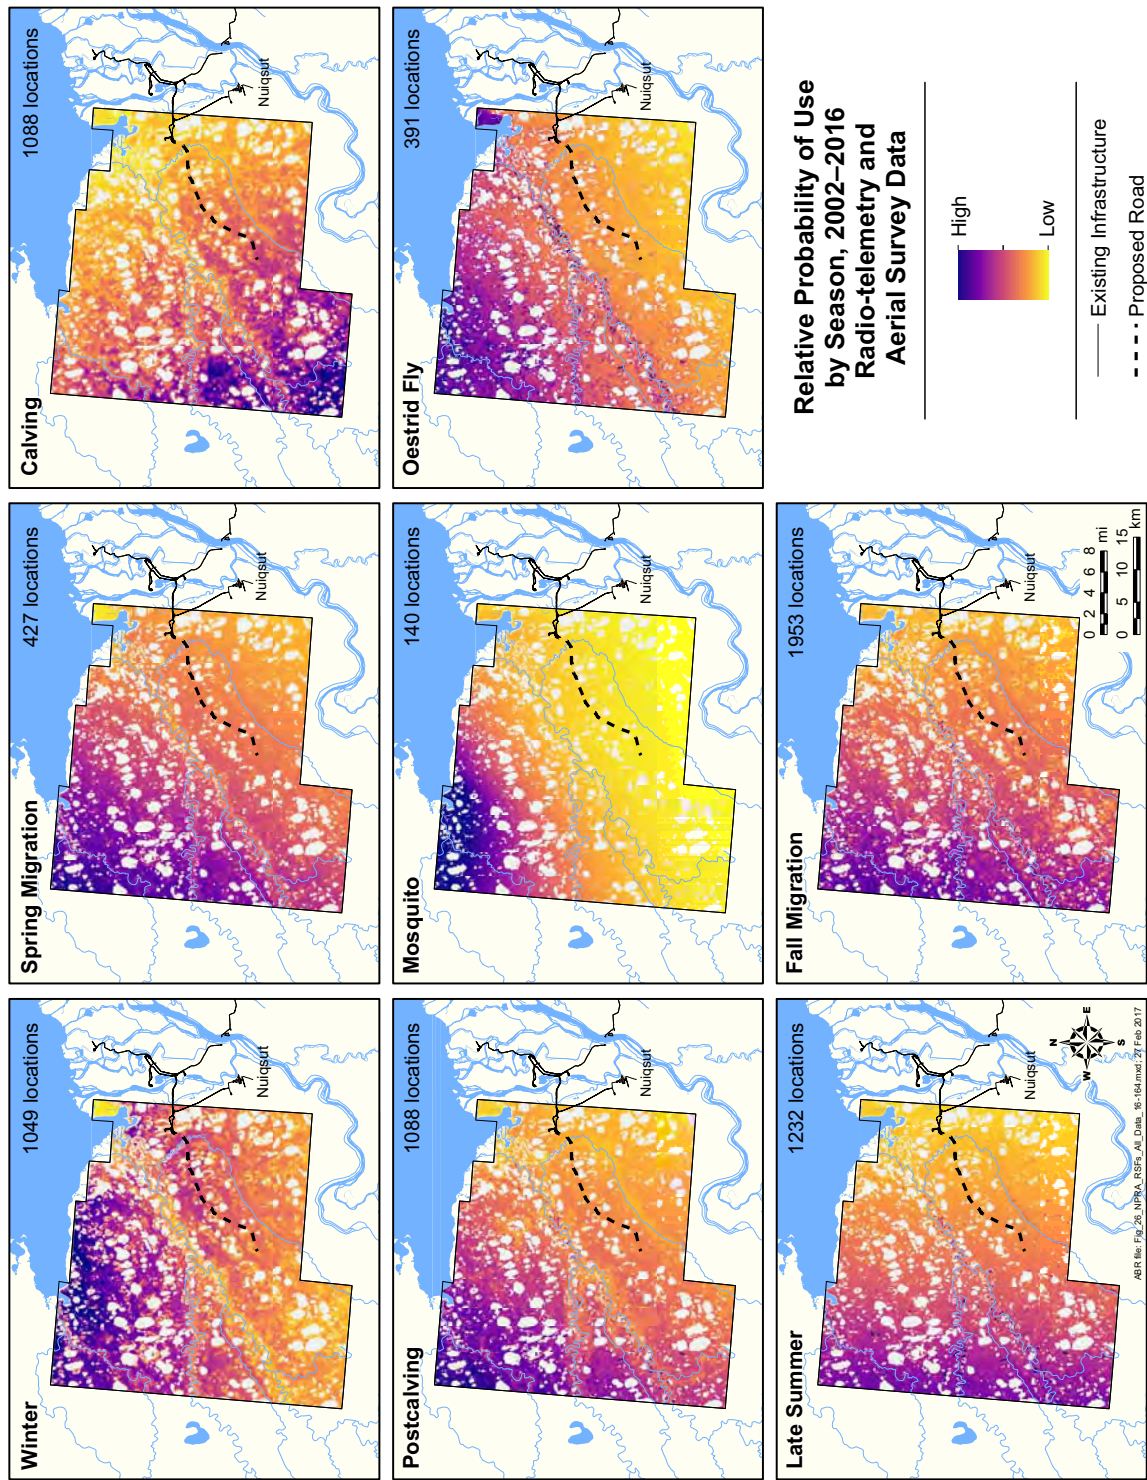 Winter
1049 locations
Nuiqsut
Spring Migration
427 locations
Nuiqsut
Calving
1088 locations
Nuiqsut
Postcalving
1088 locations
Nuiqsut
Mosquito
140 locations
Nuiqsut
Oestrid Fly
391 locations
Nuiqsut
Late Summer
1232 locations
Nuiqsut
N
W E
S
ABR file: Fig_26_NPRA_RSFs_All_Data_16-164.mxd; 27 Feb 2017
Fall Migration
1953 locations
Nuiqsut
0 2 4 6 8
mi
0 5 10 15
km
Relative Probability of Use
by Season, 2002–2016
Radio-telemetry and
Aerial Survey Data
High
Low
Existing Infrastructure
Proposed Road